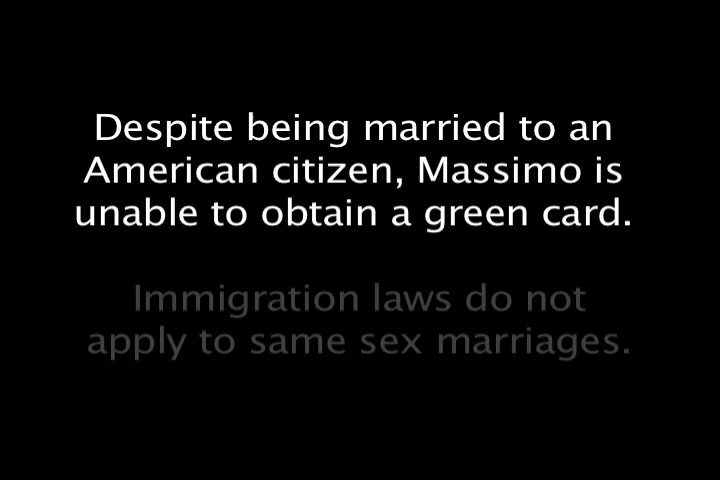 Despite being married to an
American citizen, Massimo is
unable to obtain a green card.
Immigration laws do not
apply to same sex marriages.